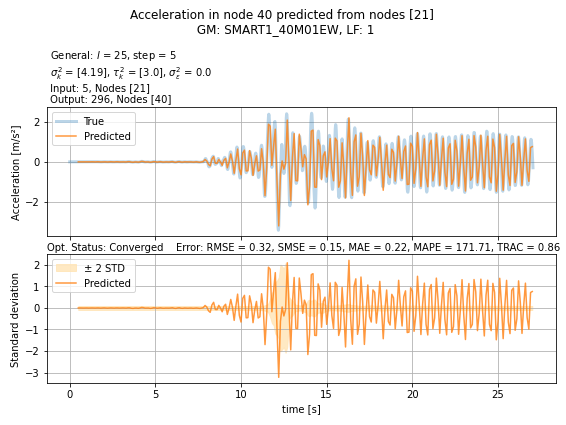 Acceleration in node 40 predicted from nodes [21]
GM: SMART1_40M01EW, LF: 1
General: l = 25, step = 5
σ²ₖ = [4.19], τ²ₖ = [3.0], σ²ε = 0.0
Input: 5, Nodes [21]
Output: 296, Nodes [40]
True
Predicted
Acceleration [m/s²]
2
0
−2
Opt. Status: Converged Error: RMSE = 0.32, SMSE = 0.15, MAE = 0.22, MAPE = 171.71, TRAC = 0.86
± 2 STD
Predicted
Standard deviation
2
1
0
−1
−2
−3
0 5 10 15 20 25
time [s]